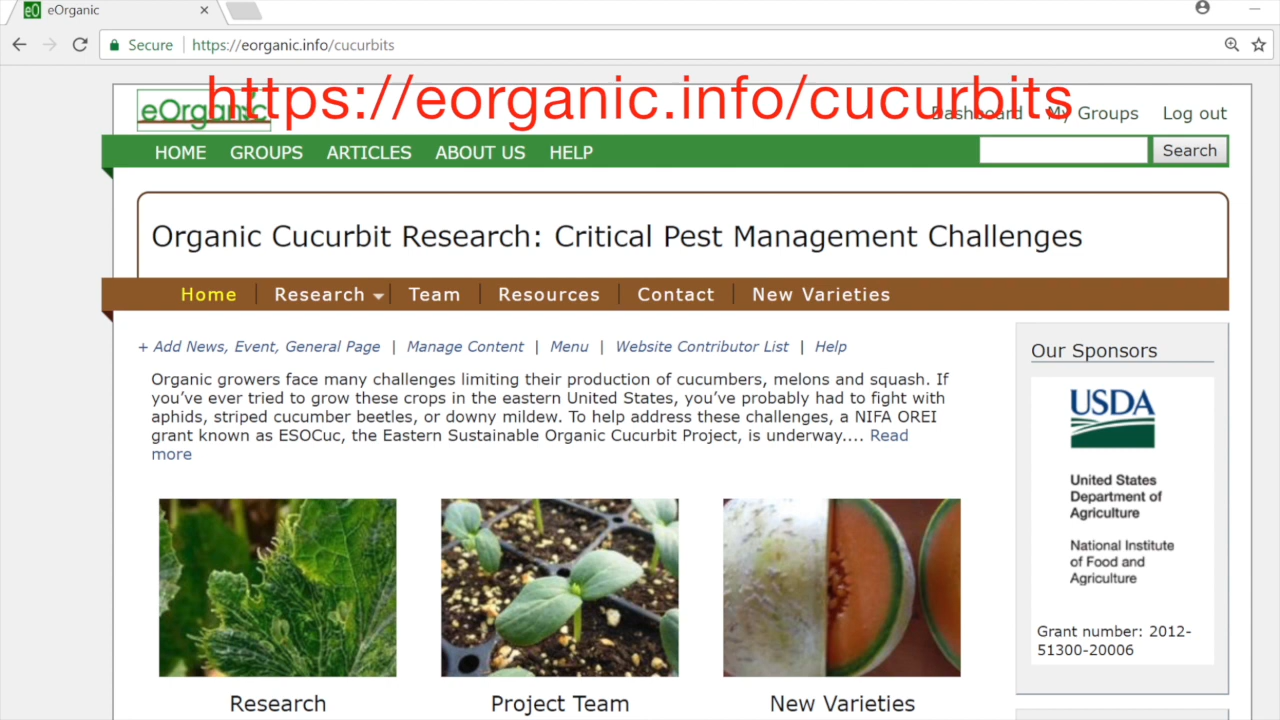 eO eOrganic
Secure https://eorganic.info/cucurbits
https://eorganic.info/cucurbits
eOrganic
Dashboard My Groups Log out
HOME GROUPS ARTICLES ABOUT US HELP Search
Organic Cucurbit Research: Critical Pest Management Challenges
Home Research Team Resources Contact New Varieties
+ Add News, Event, General Page | Manage Content | Menu | Website Contributor List | Help
Organic growers face many challenges limiting their production of cucumbers, melons and squash. If
you’ve ever tried to grow these crops in the eastern United States, you’ve probably had to fight with
aphids, striped cucumber beetles, or downy mildew. To help address these challenges, a NIFA OREI
grant known as ESOCuc, the Eastern Sustainable Organic Cucurbit Project, is underway.... Read
more
Our Sponsors
USDA
United States
Department of
Agriculture
National Institute
of Food and
Agriculture
Grant number: 2012-
51300-20006
Research Project Team New Varieties